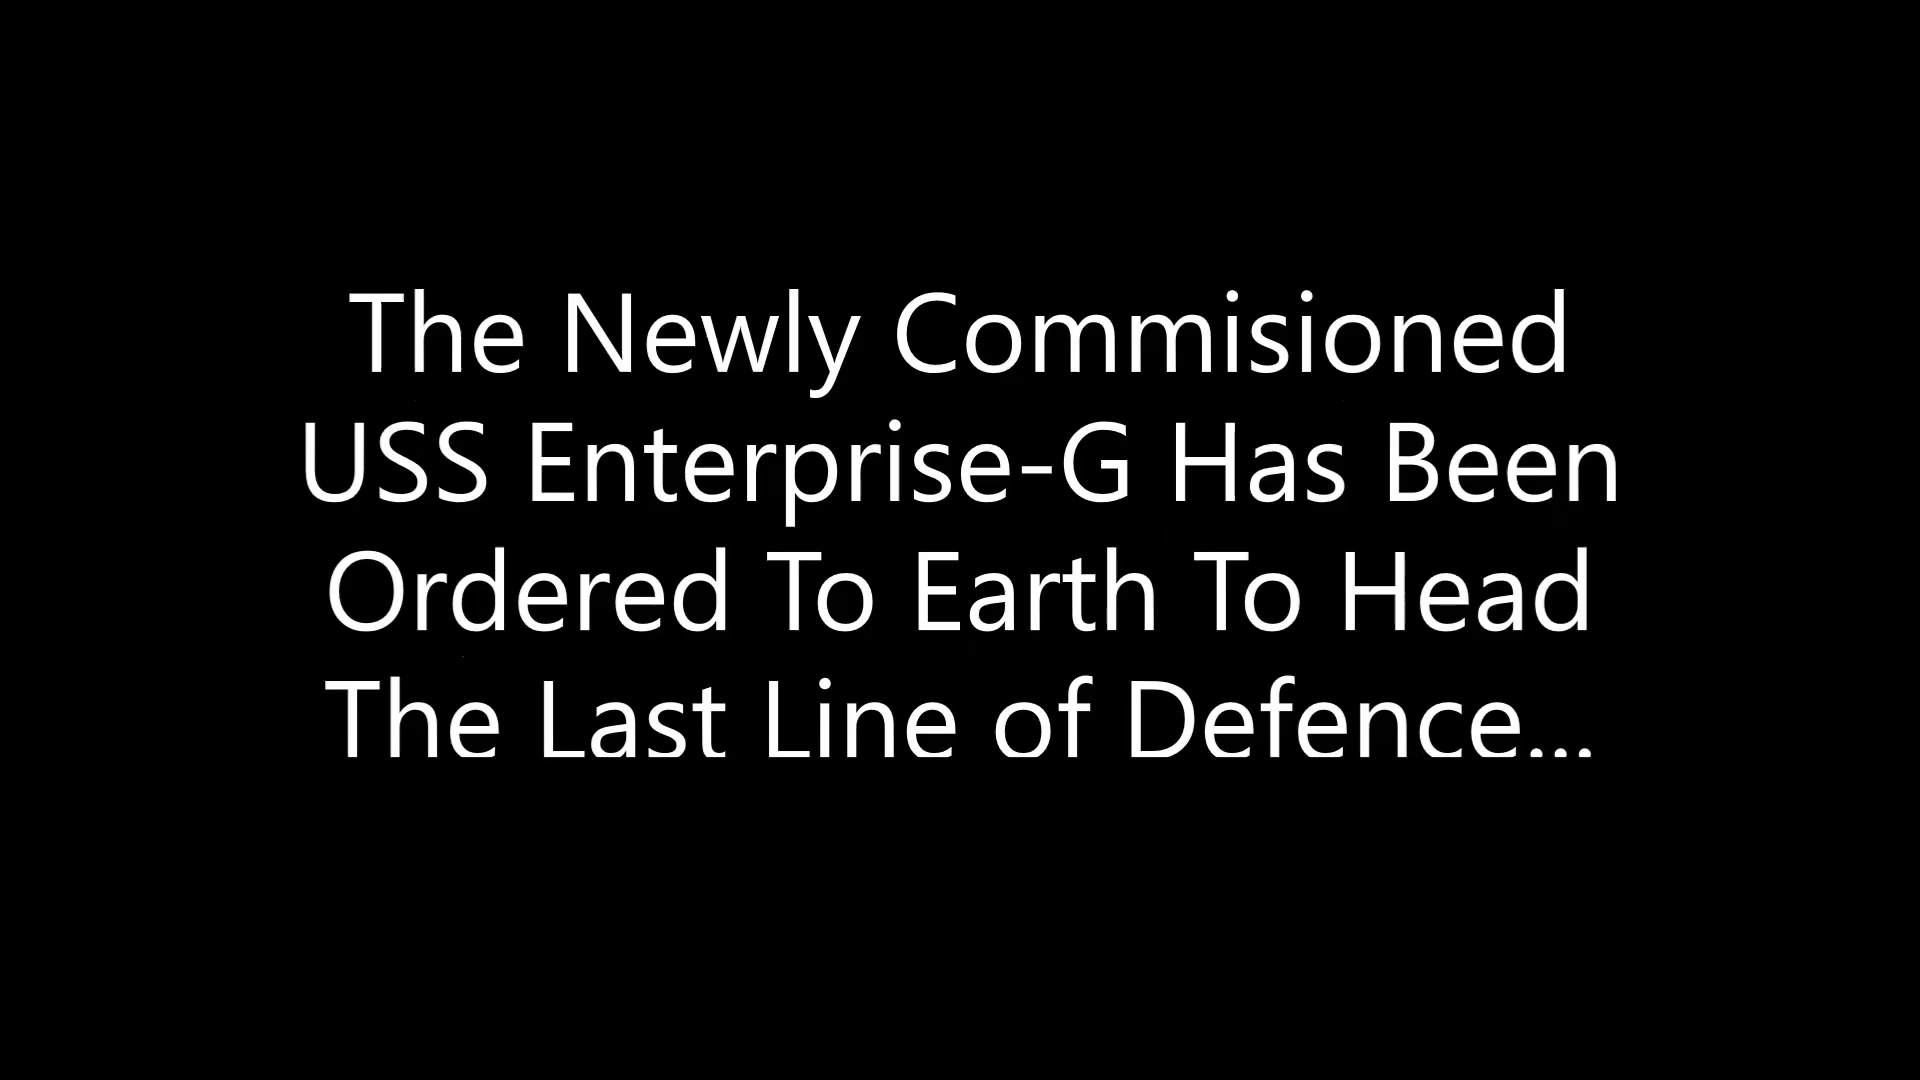 The Newly Commisioned
USS Enterprise-G Has Been
Ordered To Earth To Head
The Last Line of Defence...